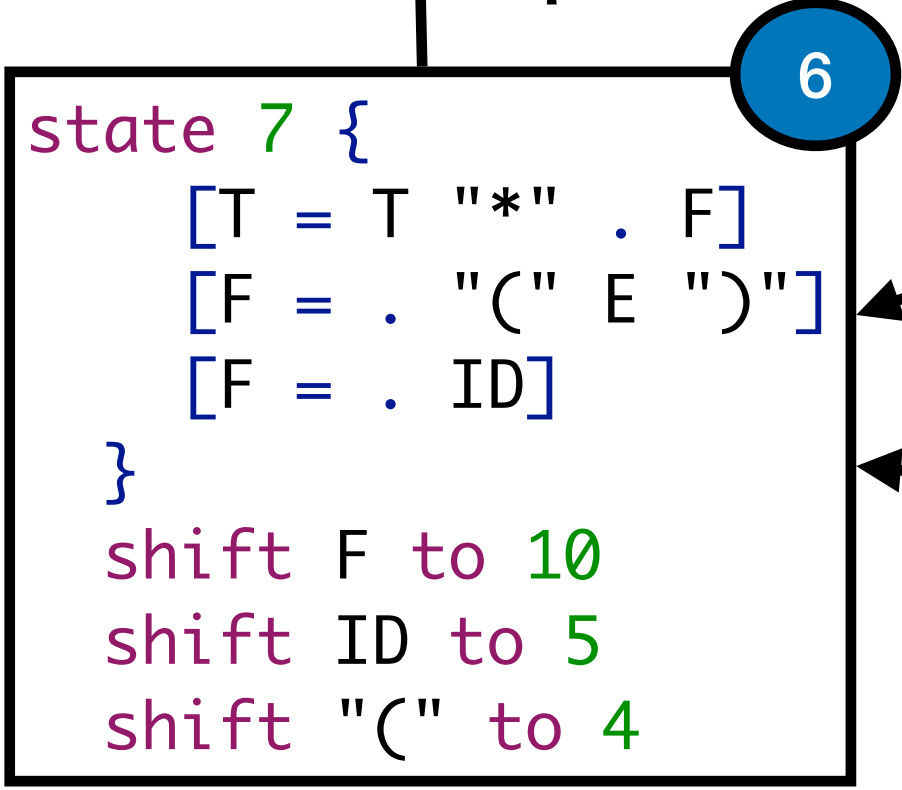 6
state 7 {
[T = T "*" . F]
[F = . "(" E ")"]
[F = . ID]
}
shift F to 10
shift ID to 5
shift "(" to 4